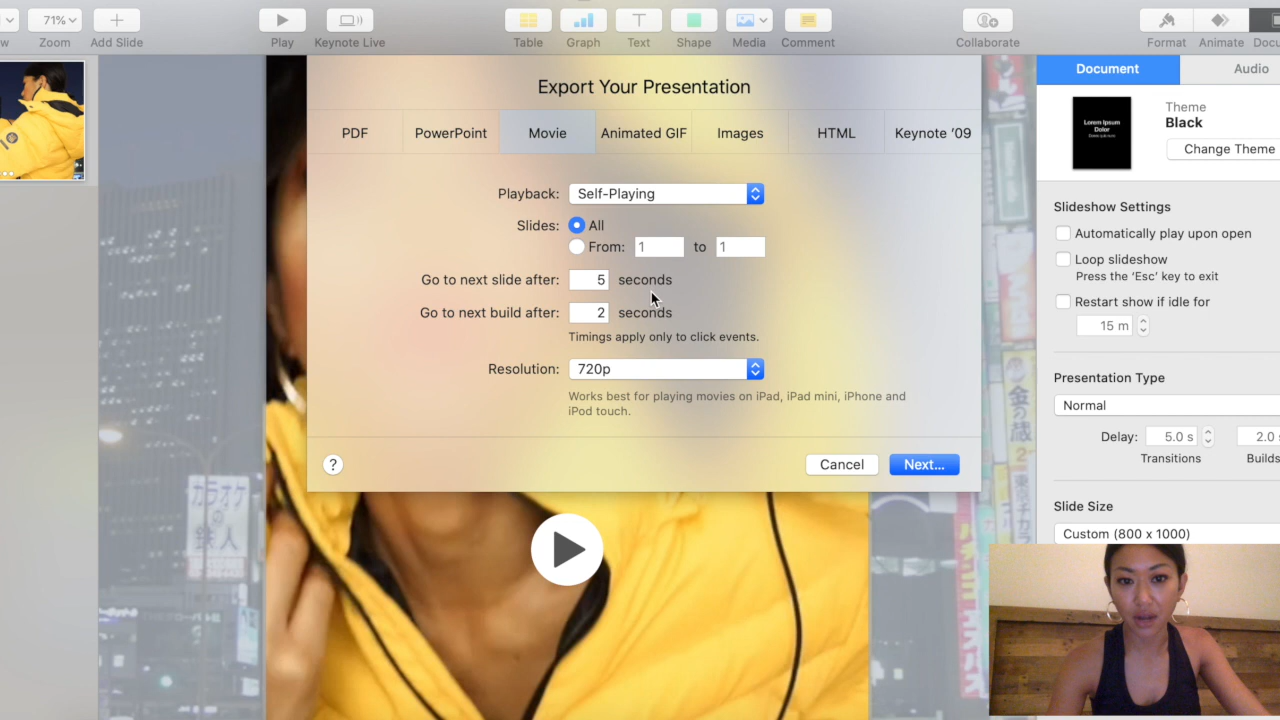 71%
w Zoom Add Slide Play Keynote Live Table Graph Text Shape Media Comment Collaborate Format Animate Docu
Export Your Presentation
PDF PowerPoint Movie Animated GIF Images HTML Keynote '09
Playback: Self-Playing
Slides: All
From: 1 to 1
Go to next slide after: 5 seconds
Go to next build after: 2 seconds
Timings apply only to click events.
Resolution: 720p
Works best for playing movies on iPad, iPad mini, iPhone and
iPod touch.
? Cancel Next...
Document Audio
Lorem Ipsum
Dolor
Theme
Black
Change Theme
Slideshow Settings
Automatically play upon open
Loop slideshow
Press the 'Esc' key to exit
Restart show if idle for
15 m
Presentation Type
Normal
Delay: 5.0 s 2.0 s
Transitions Builds
Slide Size
Custom (800 x 1000)
カラオケ
鉄人
金の蔵